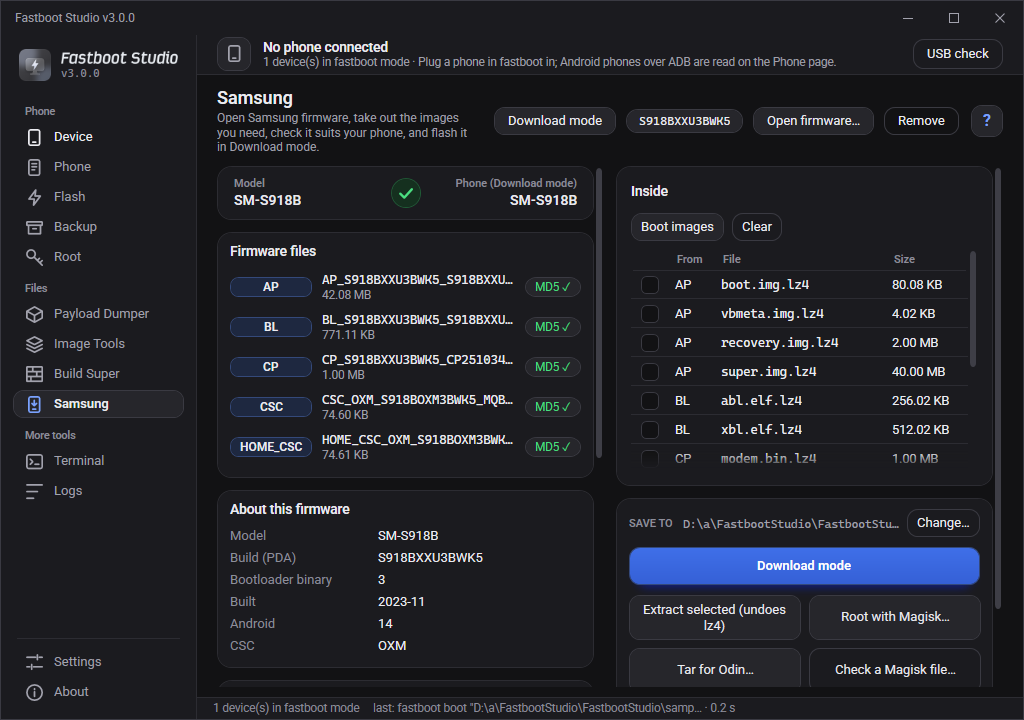 Fastboot Studio v3.0.0
Fastboot Studio
v3.0.0
Phone
Device
Phone
Flash
Backup
Root
Files
Payload Dumper
Image Tools
Build Super
Samsung
More tools
Terminal
Logs
Settings
About
No phone connected
1 device(s) in fastboot mode · Plug a phone in fastboot in; Android phones over ADB are read on the Phone page.
USB check
Samsung
Open Samsung firmware, take out the images
you need, check it suits your phone, and flash it
in Download mode.
Download mode
S918BXXU3BWK5
Open firmware...
Remove
?
Model
SM-S918B
Phone (Download mode)
SM-S918B
Firmware files
AP
AP_S918BXXU3BWK5_S918BXXU...
42.08 MB
MD5 ✓
BL
BL_S918BXXU3BWK5_S918BXXU...
771.11 KB
MD5 ✓
CP
CP_S918BXXU3BWK5_CP251034...
1.00 MB
MD5 ✓
CSC
CSC_OXM_S918BOXM3BWK5_MQB...
74.60 KB
MD5 ✓
HOME_CSC
HOME_CSC_OXM_S918BOXM3BWK...
74.61 KB
MD5 ✓
About this firmware
Model SM-S918B
Build (PDA) S918BXXU3BWK5
Bootloader binary 3
Built 2023-11
Android 14
CSC OXM
Inside
Boot images
Clear
From File Size
AP boot.img.lz4 80.08 KB
AP vbmeta.img.lz4 4.02 KB
AP recovery.img.lz4 2.00 MB
AP super.img.lz4 40.00 MB
BL abl.elf.lz4 256.02 KB
BL xbl.elf.lz4 512.02 KB
CP modem.bin.lz4 1.00 MB
SAVE TO D:\a\FastbootStudio\FastbootStu...
Change...
Download mode
Extract selected (undoes
lz4)
Root with Magisk...
Tar for Odin...
Check a Magisk file...
1 device(s) in fastboot mode last: fastboot boot "D:\a\FastbootStudio\FastbootStudio\samp... · 0.2 s